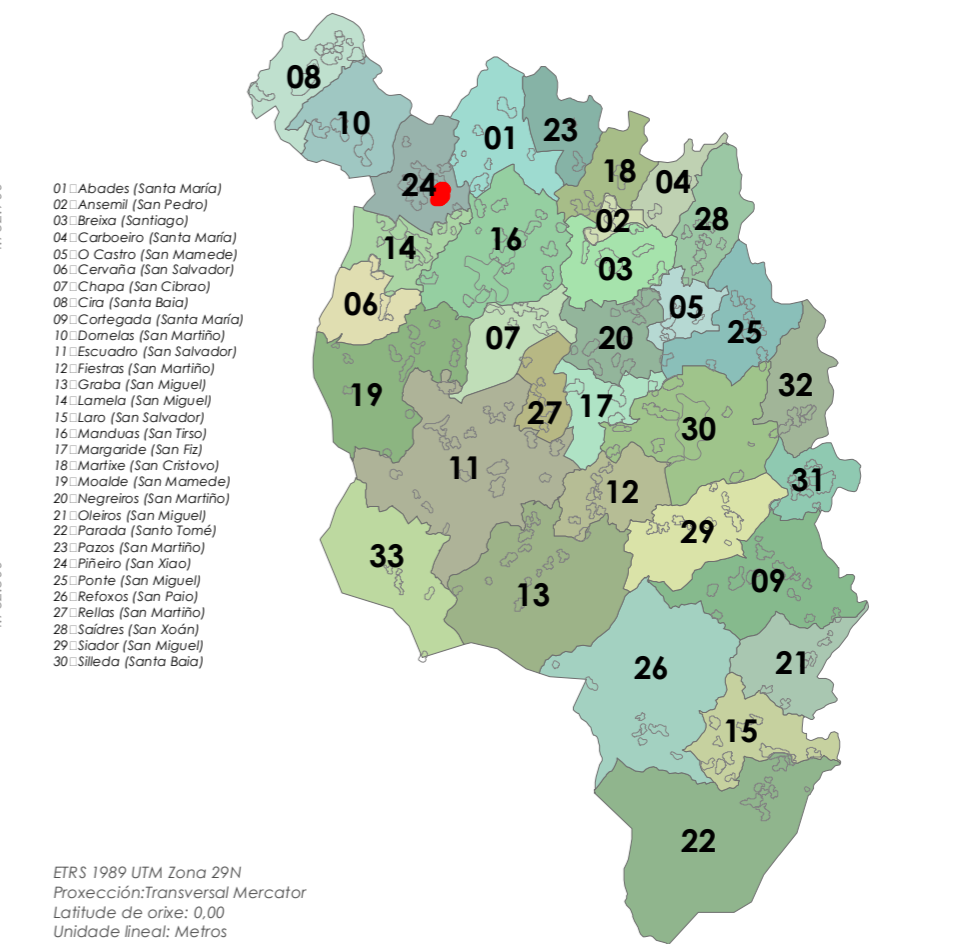 08
10
01
23
18
04
24
02
28
14
16
03
06
05
07
20
25
19
27
17
32
30
11
12
31
29
33
13
09
26
21
15
22
01□Abades (Santa María)
02□Ansemil (San Pedro)
03□Breixa (Santiago)
04□Carboeiro (Santa María)
05□O Castro (San Mamede)
06□Cervaña (San Salvador)
07□Chapa (San Cibrao)
08□Cira (Santa Baia)
09□Cortegada (Santa María)
10□Dornelas (San Martiño)
11□Escuadro (San Salvador)
12□Fiestras (San Martiño)
13□Graba (San Miguel)
14□Lamela (San Miguel)
15□Laro (San Salvador)
16□Manduas (San Tirso)
17□Margaride (San Fiz)
18□Martixe (San Cristovo)
19□Moalde (San Mamede)
20□Negreiros (San Martiño)
21□Oleiros (San Miguel)
22□Parada (Santo Tomé)
23□Pazos (San Martiño)
24□Piñeiro (San Xiao)
25□Ponte (San Miguel)
26□Refoxos (San Paio)
27□Rellas (San Martiño)
28□Saídres (San Xoán)
29□Siador (San Miguel)
30□Silleda (Santa Baia)
ETRS 1989 UTM Zona 29N
Proxección:Transversal Mercator
Latitude de orixe: 0,00
Unidade lineal: Metros